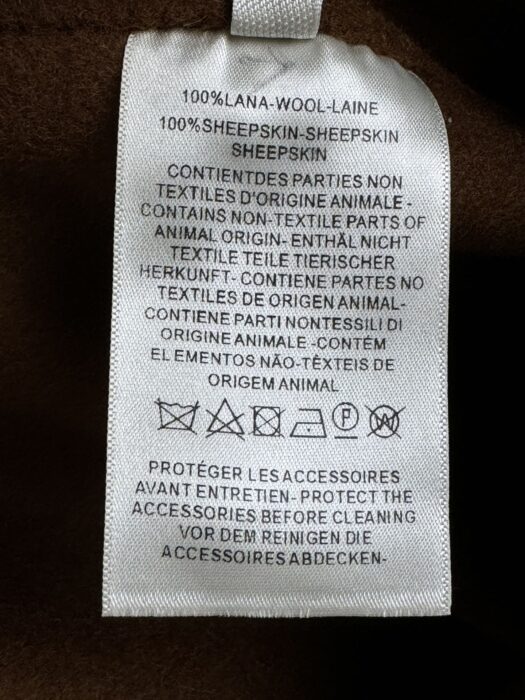 100%LANA-WOOL-LAINE
100%SHEEPSKIN-SHEEPSKIN
SHEEPSKIN
CONTIENTDES PARTIES NON
TEXTILES D'ORIGINE ANIMALE -
CONTAINS NON-TEXTILE PARTS OF
ANIMAL ORIGIN- ENTHÄL NICHT
TEXTILE TEILE TIERISCHER
HERKUNFT- CONTIENE PARTES NO
TEXTILES DE ORIGEN ANIMAL-
CONTIENE PARTI NONTESSILI DI
ORIGINE ANIMALE -CONTÉM
EL EMENTOS NÃO-TÊXTEIS DE
ORIGEM ANIMAL
P W
PROTÉGER LES ACCESSOIRES
AVANT ENTRETIEN- PROTECT THE
ACCESSORIES BEFORE CLEANING
VOR DEM REINIGEN DIE
ACCESSOIRES ABDECKEN-